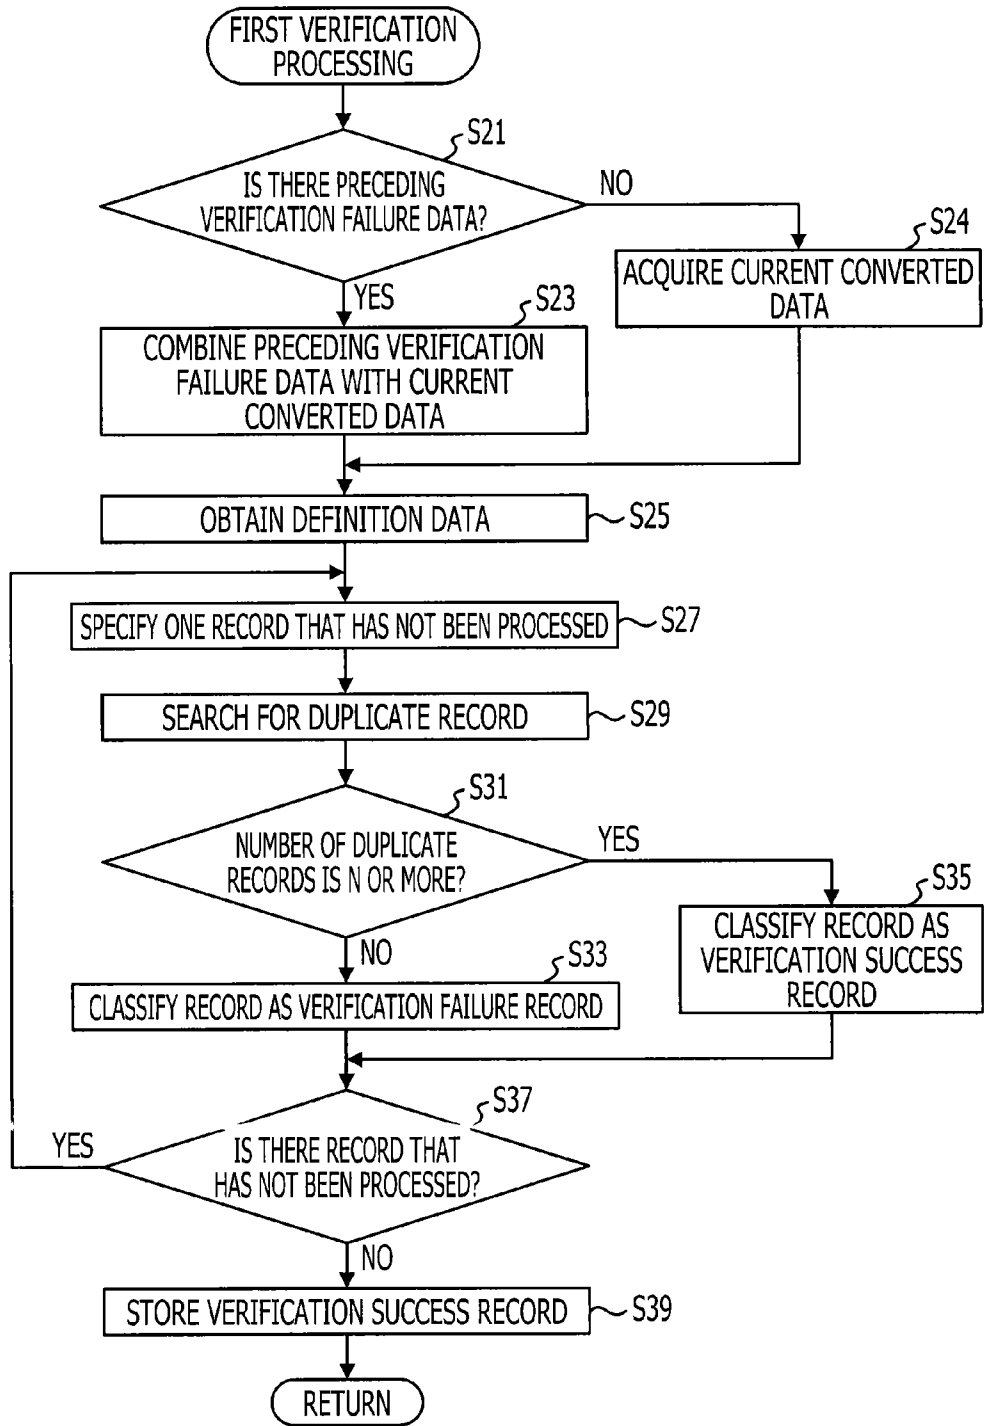 FIRST VERIFICATION
PROCESSING
S21
IS THERE PRECEDING
VERIFICATION FAILURE DATA?
NO
S24
ACQUIRE CURRENT CONVERTED
DATA
YES
S23
COMBINE PRECEDING VERIFICATION
FAILURE DATA WITH CURRENT
CONVERTED DATA
OBTAIN DEFINITION DATA
S25
SPECIFY ONE RECORD THAT HAS NOT BEEN PROCESSED
S27
SEARCH FOR DUPLICATE RECORD
S29
S31
NUMBER OF DUPLICATE
RECORDS IS N OR MORE?
YES
S35
CLASSIFY RECORD AS
VERIFICATION SUCCESS
RECORD
NO
S33
CLASSIFY RECORD AS VERIFICATION FAILURE RECORD
S37
IS THERE RECORD THAT
HAS NOT BEEN PROCESSED?
YES
NO
STORE VERIFICATION SUCCESS RECORD
S39
RETURN